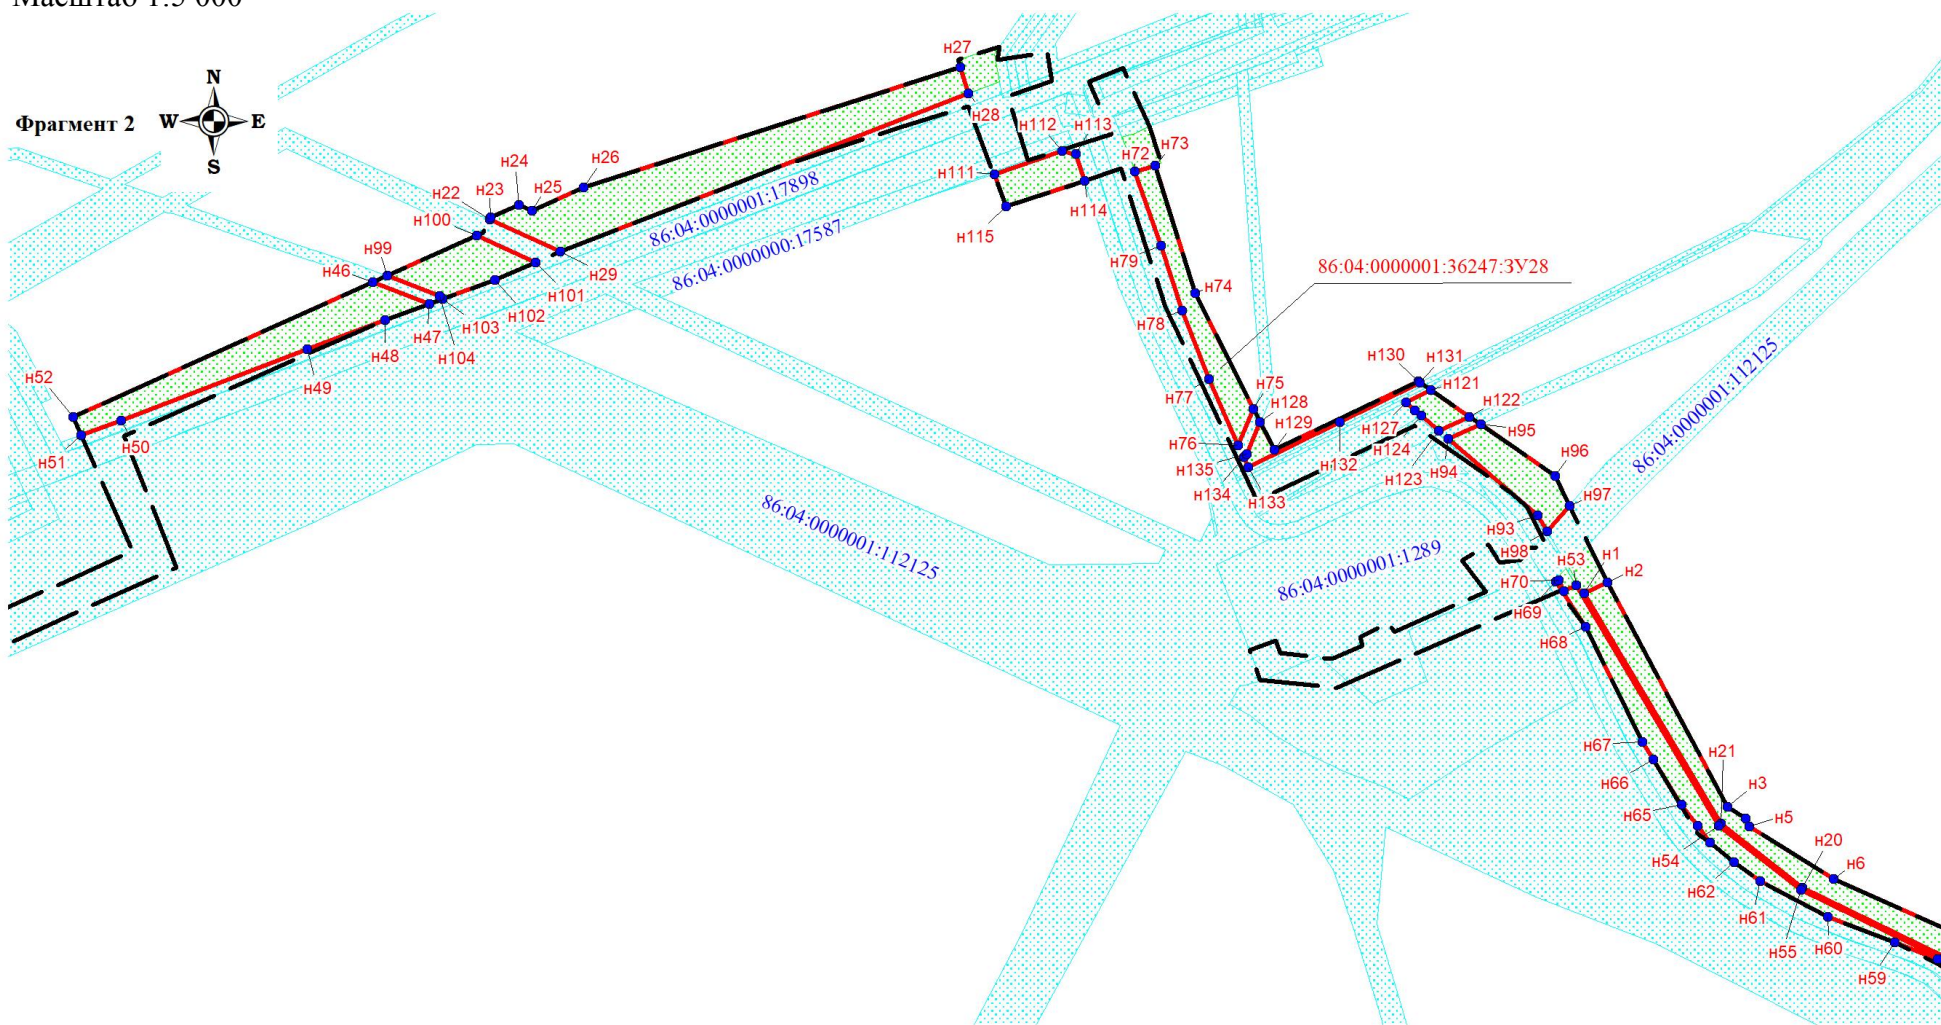 Масштаб 1:5 000
Фрагмент 2
N
W
E
S
н27
н28
н112
н113
н73
н72
н24
н26
н111
н22
н23
н25
н100
н114
86:04:0000001:17898
н115
н99
н79
н46
н29
86:04:0000000:17587
86:04:0000001:36247:ЗУ28
н101
н74
н102
н103
н78
н47
н48
н104
н49
н130
н131
н77
н75
н121
86:04:0000001:112125
н52
н128
н122
н129
н95
н127
н51
н50
н76
н132
н124
н96
н135
н123
н94
н134
н97
н133
86:04:0000001:112125
н93
н98
86:04:0000001:1289
н53
н1
н70
н2
н69
н68
н67
н21
н66
н3
н65
н5
н20
н54
н6
н62
н61
н55
н60
н59